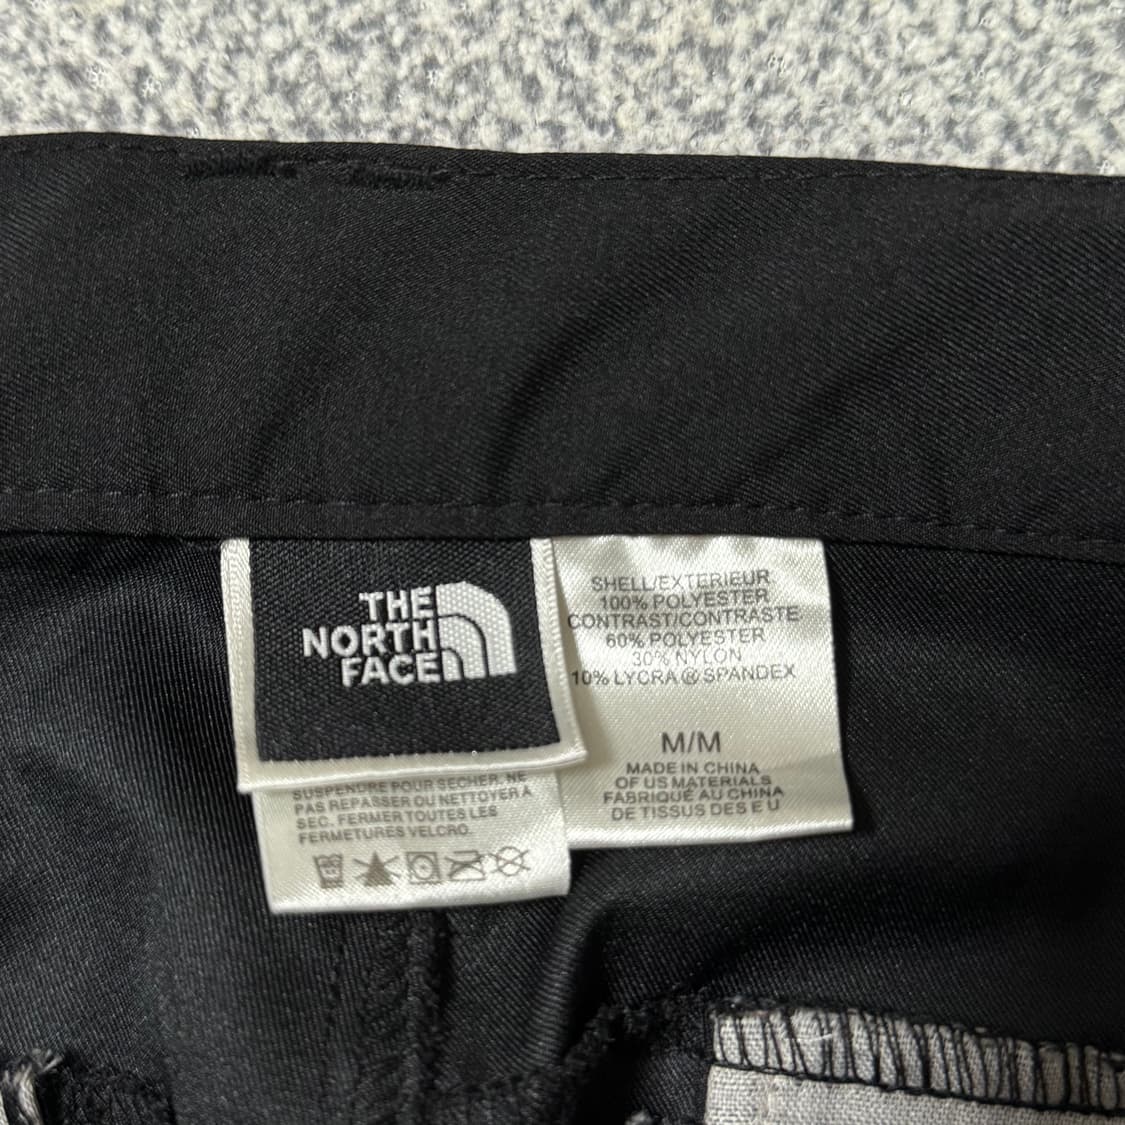 THE
NORTH
FACE
SUSPENDRE POUR SECHER. NE
PAS REPASSER OU NETTOYER À
SEC. FERMER TOUTES LES
FERMETURES VELCRO.
SHELL/EXTERIEUR:
100% POLYESTER
CONTRAST/CONTRASTE
60% POLYESTER
30% NYLON
10% LYCRA ® SPANDEX
M/M
MADE IN CHINA
OF US MATERIALS
FABRIQUÉ AU CHINA
DE TISSUS DES E U